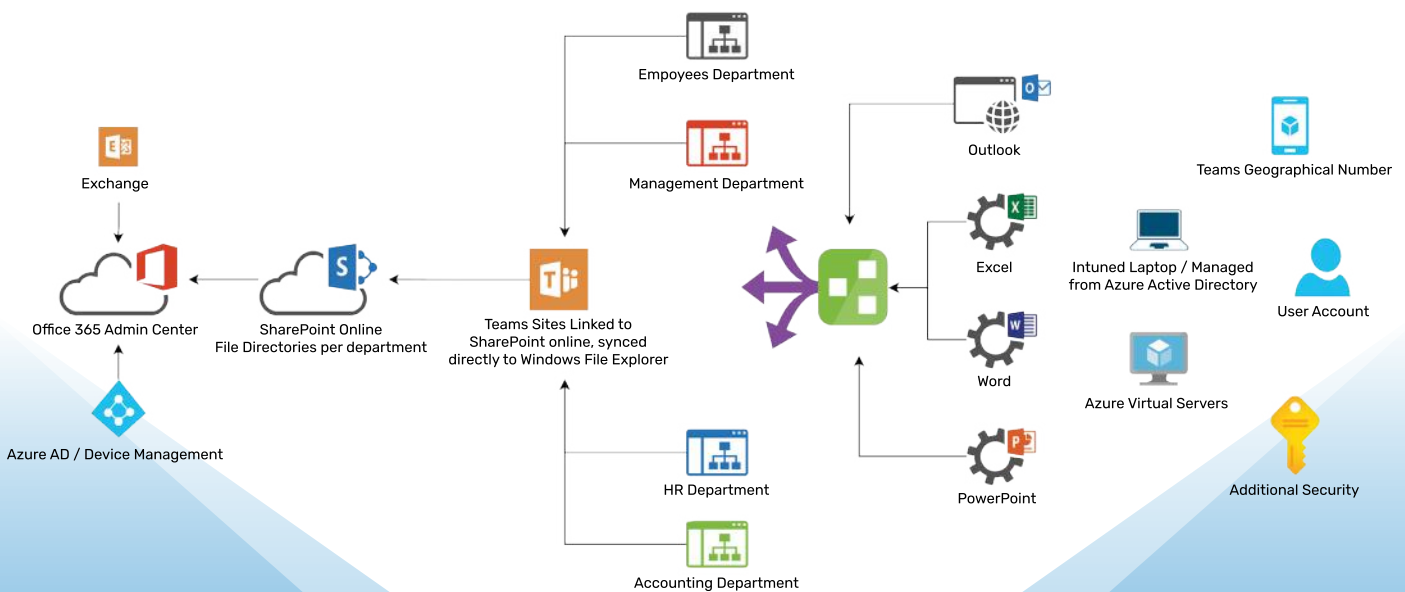 Empoyees Department
Management Department
Exchange
Office 365 Admin Center
Azure AD / Device Management
SharePoint Online
File Directories per department
Teams Sites Linked to
SharePoint online, synced
directly to Windows File Explorer
HR Department
Accounting Department
Outlook
Excel
Word
PowerPoint
Teams Geographical Number
Intuned Laptop / Managed
from Azure Active Directory
User Account
Azure Virtual Servers
Additional Security
E
S
T
O
X
W
P